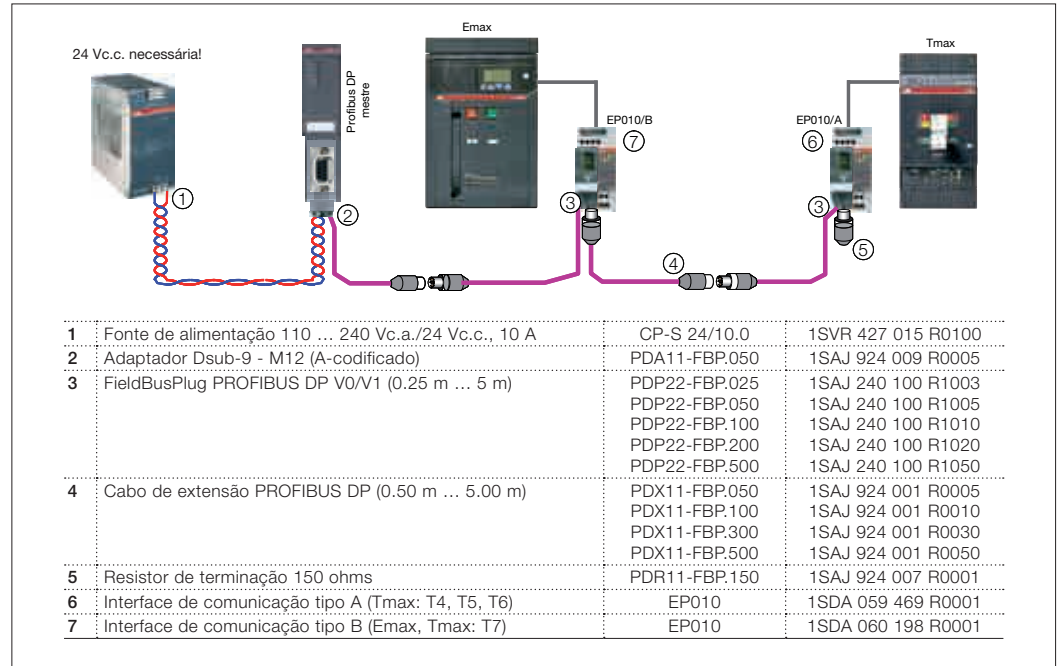 Emax
Tmax
24 Vc.c. necessária!
Profibus DP
mestre
EP010/B
EP010/A
7
6
1
2
3
3
5
4
1 Fonte de alimentação 110 … 240 Vc.a./24 Vc.c., 10 A CP-S 24/10.0 1SVR 427 015 R0100
2 Adaptador Dsub-9 - M12 (A-codificado) PDA11-FBP.050 1SAJ 924 009 R0005
3 FieldBusPlug PROFIBUS DP V0/V1 (0.25 m … 5 m) PDP22-FBP.025 1SAJ 240 100 R1003
PDP22-FBP.050 1SAJ 240 100 R1005
PDP22-FBP.100 1SAJ 240 100 R1010
PDP22-FBP.200 1SAJ 240 100 R1020
PDP22-FBP.500 1SAJ 240 100 R1050
4 Cabo de extensão PROFIBUS DP (0.50 m … 5.00 m) PDX11-FBP.050 1SAJ 924 001 R0005
PDX11-FBP.100 1SAJ 924 001 R0010
PDX11-FBP.300 1SAJ 924 001 R0030
PDX11-FBP.500 1SAJ 924 001 R0050
5 Resistor de terminação 150 ohms PDR11-FBP.150 1SAJ 924 007 R0001
6 Interface de comunicação tipo A (Tmax: T4, T5, T6) EP010 1SDA 059 469 R0001
7 Interface de comunicação tipo B (Emax, Tmax: T7) EP010 1SDA 060 198 R0001